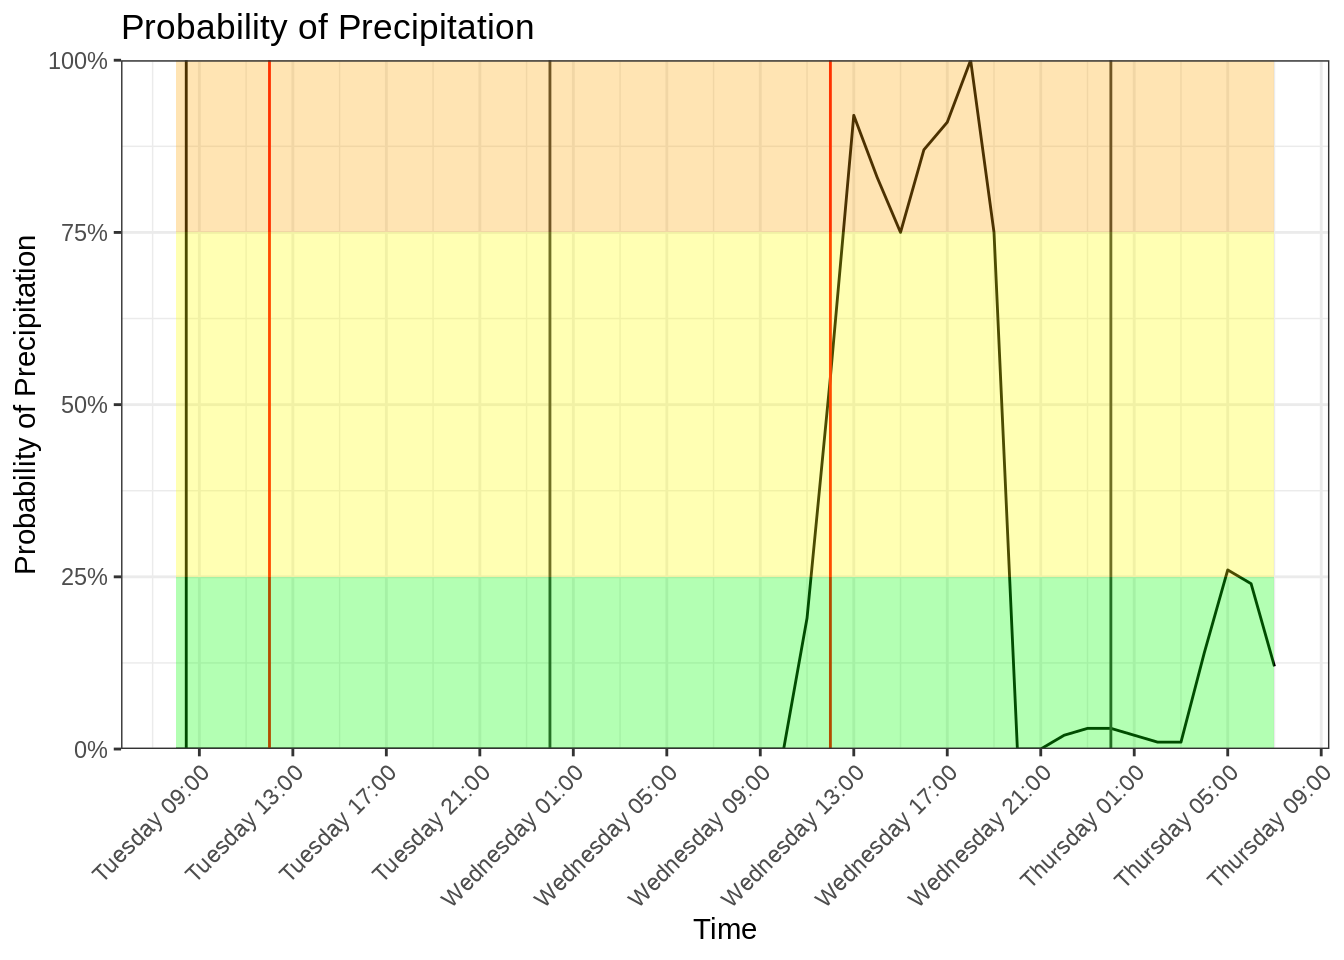 Probability of Precipitation
Probability of Precipitation
100%
75%
50%
25%
0%
Tuesday 09:00
Tuesday 13:00
Tuesday 17:00
Tuesday 21:00
Wednesday 01:00
Wednesday 05:00
Wednesday 09:00
Wednesday 13:00
Wednesday 17:00
Wednesday 21:00
Thursday 01:00
Thursday 05:00
Thursday 09:00
Time